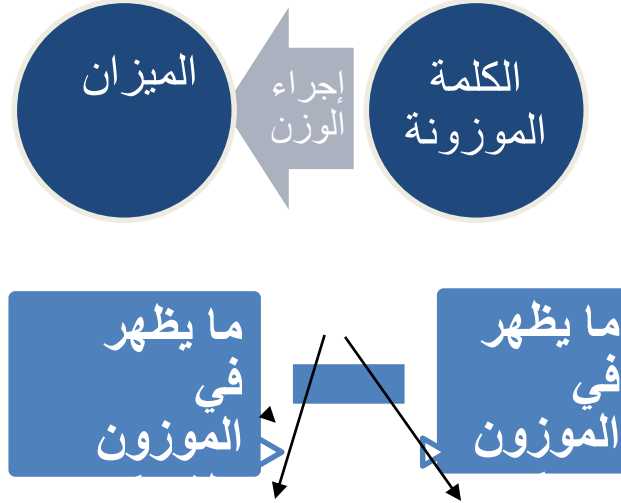 الكلمة
الموزونة
إجراء
الوزن
الميزان
ما يظهر
في
الموزون
ما يظهر
في
الموزون